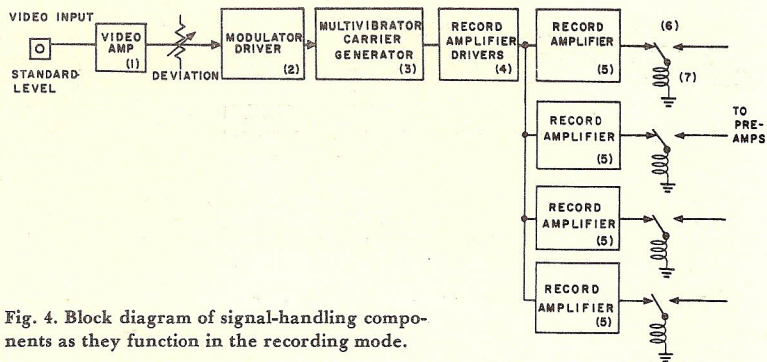 VIDEO INPUT
STANDARD-
LEVEL
VIDEO
AMP
(1)
DEVIATION
MODULATOR
DRIVER
(2)
MULTIVIBRATOR
CARRIER
GENERATOR
(3)
RECORD
AMPLIFIER
DRIVERS
(4)
RECORD
AMPLIFIER
(5)
(6)
(7)
RECORD
AMPLIFIER
(5)
TO
PRE-
AMPS
RECORD
AMPLIFIER
(5)
RECORD
AMPLIFIER
(5)
Fig. 4. Block diagram of signal-handling compo-
nents as they function in the recording mode.